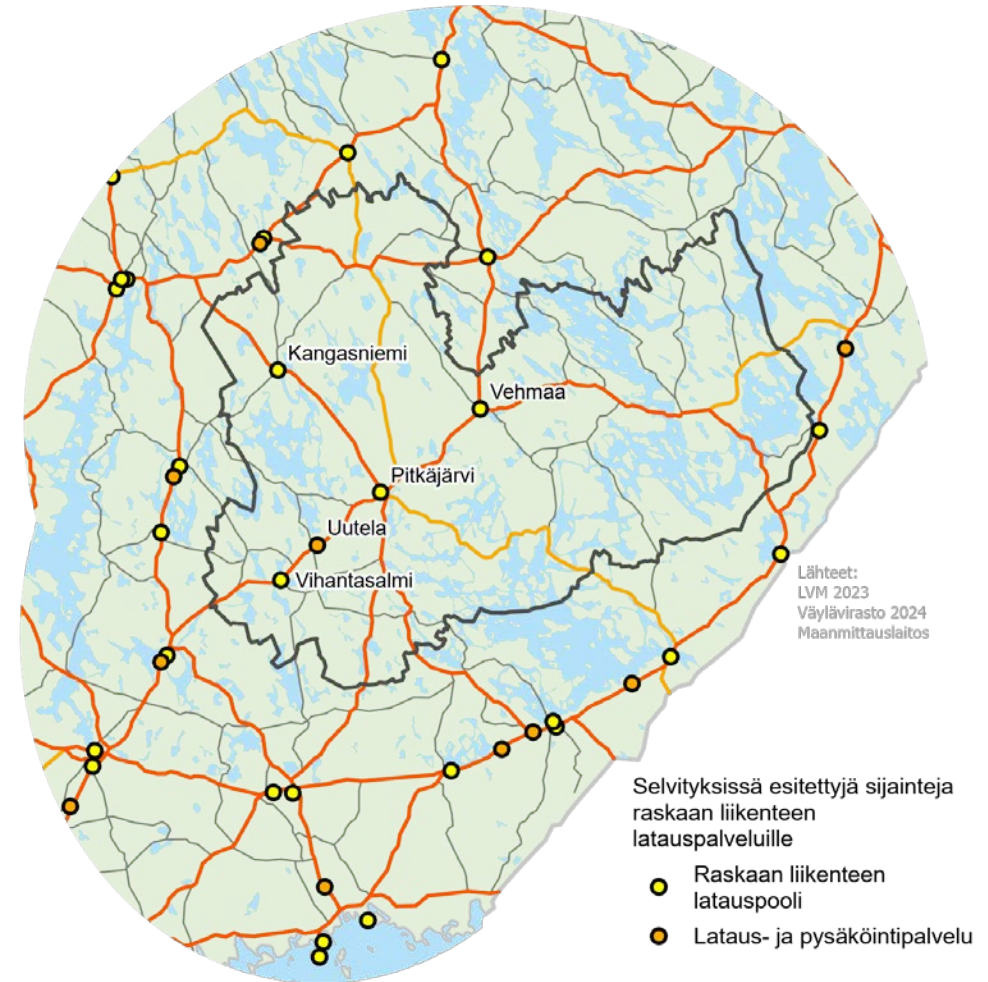 Kangasniemi
Vehmaa
Pitkäjärvi
Uutela
Vihantasalmi
Lähteet:
LVM 2023
Väylävirasto 2024
Maanmittauslaitos
Selvityksissä esitettyjä sijainteja
raskaan liikenteen
latauspalveluille
Raskaan liikenteen
latauspooli
Lataus- ja pysäköintipalvelu